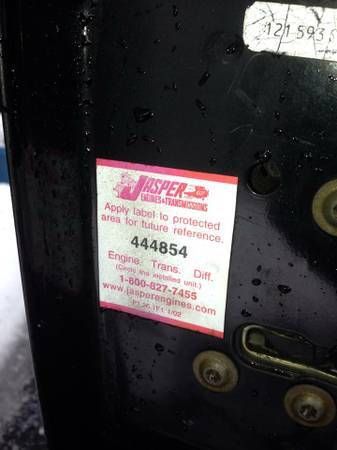 1215935
JASPER
ENGINES & TRANSMISSIONS
Apply label to protected
area for future reference.
444854
Engine. Trans. Diff.
(Circle the installed unit.)
1-800-827-7455
www.jasperengines.com